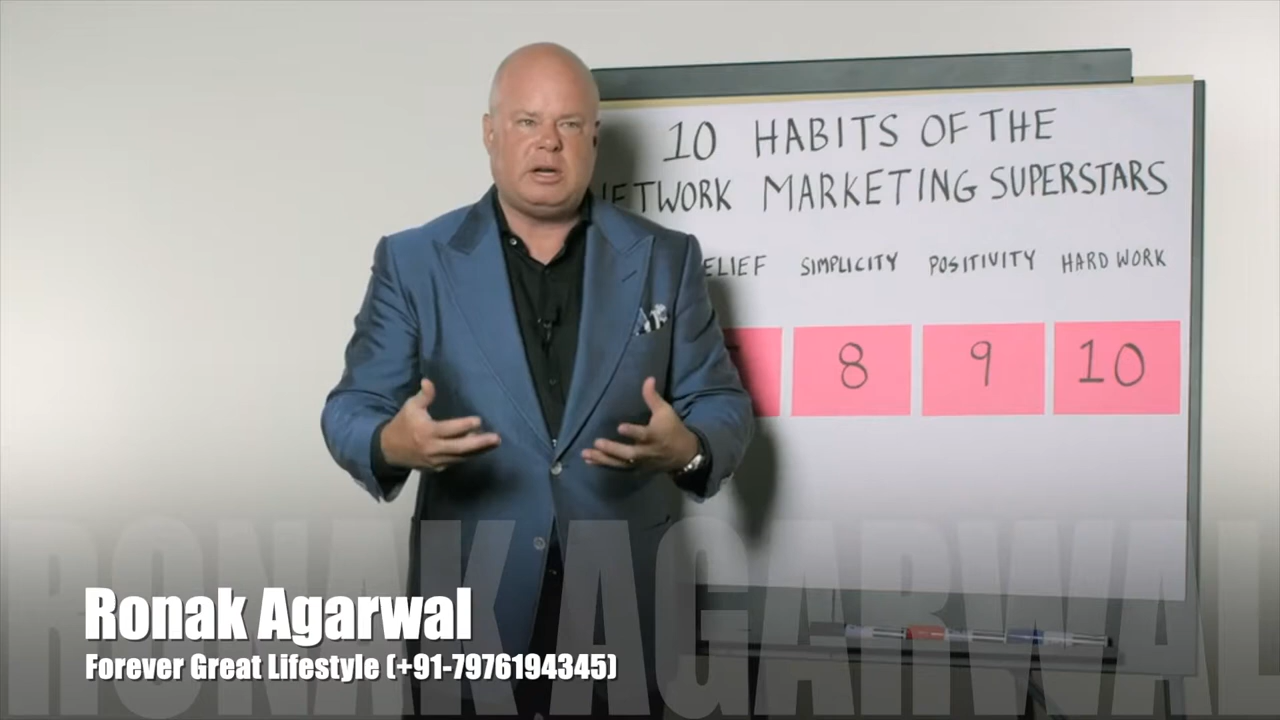 10 HABITS OF THE
NETWORK MARKETING SUPERSTARS
ELIEF SIMPLICITY POSITIVITY HARD WORK
8 9 10
RONAK AGARWAL
Ronak Agarwal
Forever Great Lifestyle (+91-7976194345)